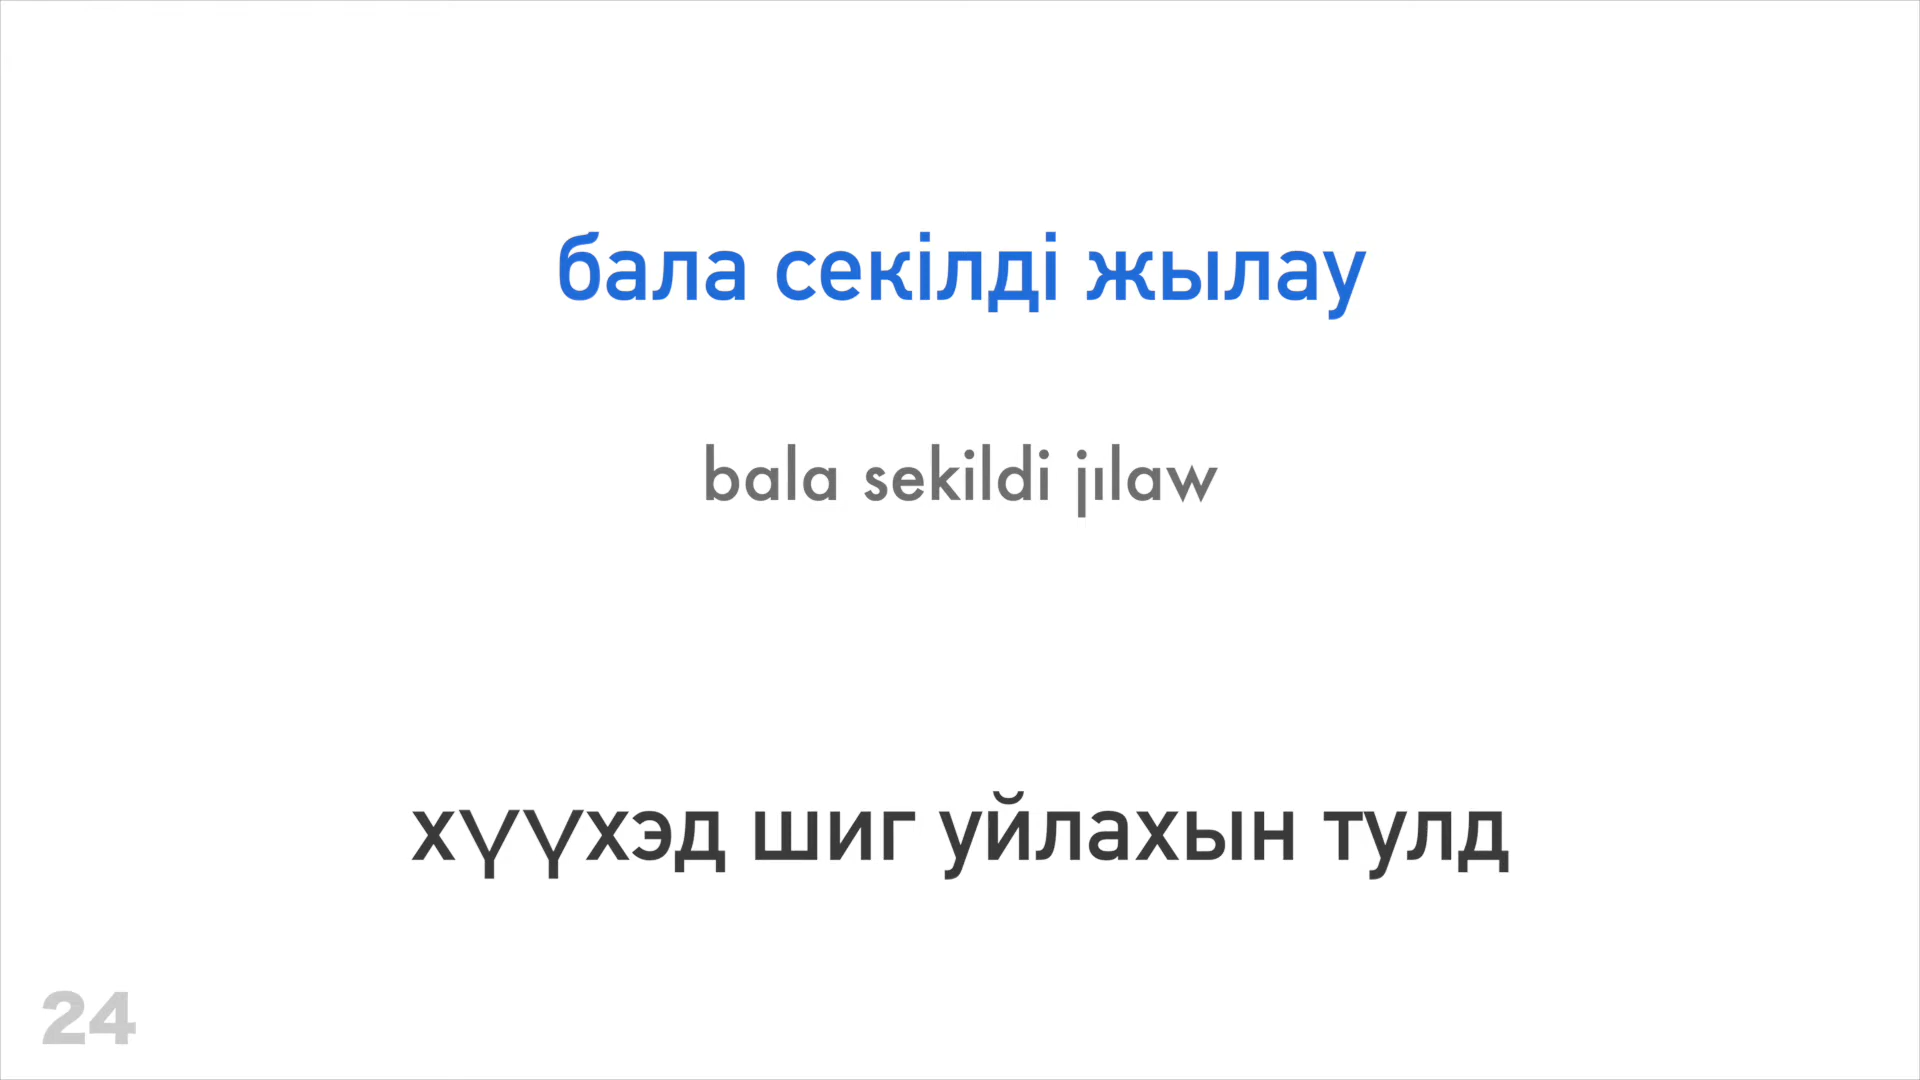 бала секілді жылау
bala sekildi jılaw
хүүхэд шиг уйлахын тулд
24